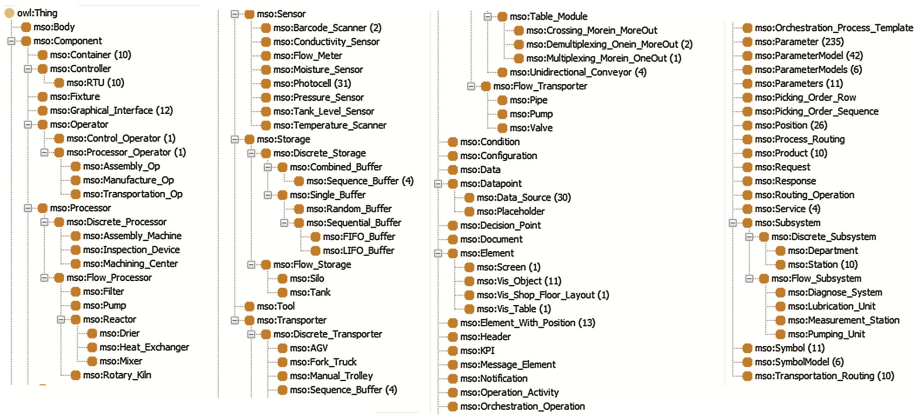 owl:Thing
mso:Body
mso:Component
mso:Container (10)
mso:Controller
mso:RTU (10)
mso:Fixture
mso:Graphical_Interface (12)
mso:Operator
mso:Control_Operator (1)
mso:Processor_Operator (1)
mso:Assembly_Op
mso:Manufacture_Op
mso:Transportation_Op
mso:Processor
mso:Discrete_Processor
mso:Assembly_Machine
mso:Inspection_Device
mso:Machining_Center
mso:Flow_Processor
mso:Filter
mso:Pump
mso:Reactor
mso:Drier
mso:Heat_Exchanger
mso:Mixer
mso:Rotary_Kiln
mso:Sensor
mso:Barcode_Scanner (2)
mso:Conductivity_Sensor
mso:Flow_Meter
mso:Moisture_Sensor
mso:Photocell (31)
mso:Pressure_Sensor
mso:Tank_Level_Sensor
mso:Temperature_Scanner
mso:Storage
mso:Discrete_Storage
mso:Combined_Buffer
mso:Sequence_Buffer (4)
mso:Single_Buffer
mso:Random_Buffer
mso:Sequential_Buffer
mso:FIFO_Buffer
mso:LIFO_Buffer
mso:Flow_Storage
mso:Silo
mso:Tank
mso:Tool
mso:Transporter
mso:Discrete_Transporter
mso:AGV
mso:Fork_Truck
mso:Manual_Trolley
mso:Sequence_Buffer (4)
mso:Table_Module
mso:Crossing_Morein_MoreOut
mso:Demultiplexing_Onein_MoreOut (2)
mso:Multiplexing_Morein_OneOut (1)
mso:Unidirectional_Conveyor (4)
mso:Flow_Transporter
mso:Pipe
mso:Pump
mso:Valve
mso:Condition
mso:Configuration
mso:Data
mso:Datapoint
mso:Data_Source (30)
mso:Placeholder
mso:Decision_Point
mso:Document
mso:Element
mso:Screen (1)
mso:Vis_Object (11)
mso:Vis_Shop_Floor_Layout (1)
mso:Vis_Table (1)
mso:Element_With_Position (13)
mso:Header
mso:KPI
mso:Message_Element
mso:Notification
mso:Operation_Activity
mso:Orchestration_Operation
mso:Orchestration_Process_Template
mso:Parameter (235)
mso:ParameterModel (42)
mso:ParameterModels (6)
mso:Parameters (11)
mso:Picking_Order_Row
mso:Picking_Order_Sequence
mso:Position (26)
mso:Process_Routing
mso:Product (10)
mso:Request
mso:Response
mso:Routing_Operation
mso:Service (4)
mso:Subsystem
mso:Discrete_Subsystem
mso:Department
mso:Station (10)
mso:Flow_Subsystem
mso:Diagnose_System
mso:Lubrication_Unit
mso:Measurement_Station
mso:Pumping_Unit
mso:Symbol (11)
mso:SymbolModel (6)
mso:Transportation_Routing (10)